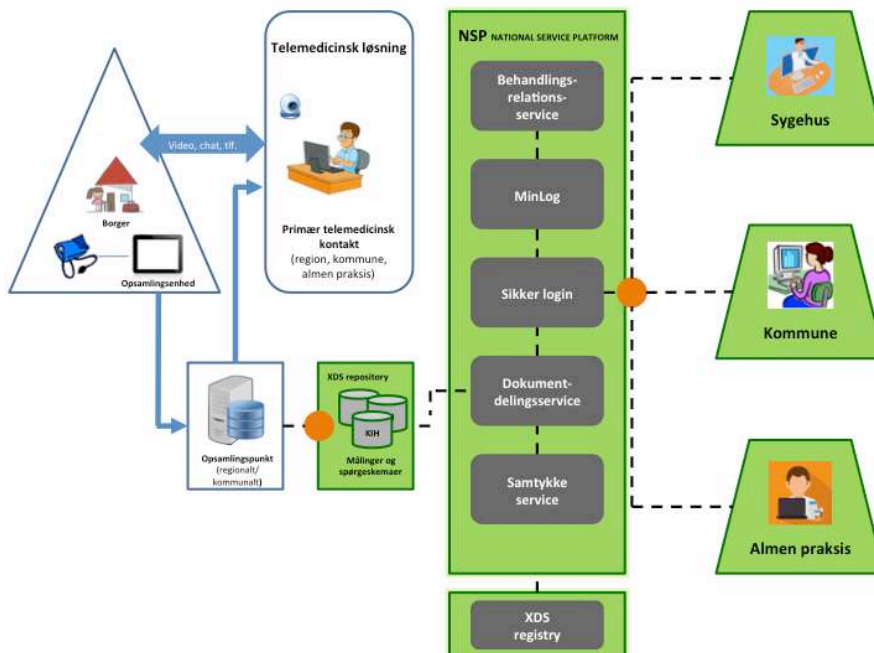 Telemedicinsk løsning
Video, chat, tlf.
Borger
Opsamlingsenhed
Primær telemedicinsk
kontakt
(region, kommune,
almen praksis)
Opsamlingspunkt
(regionalt/
kommunalt)
XDS repository
KIH
Målinger og
spørgeskemaer
NSP NATIONAL SERVICE PLATFORM
Behandlings-
relations-
service
MinLog
Sikker login
Dokument-
delingsservice
Samtykke
service
XDS
registry
Sygehus
Kommune
Almen praksis